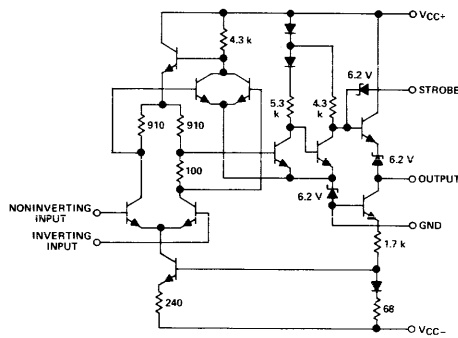 VCC+
4.3 k
6.2 V
STROBE
5.3
k
4.3
k
910
910
6.2 V
100
OUTPUT
6.2 V
NONINVERTING
INPUT
GND
INVERTING
INPUT
1.7 k
240
68
VCC−